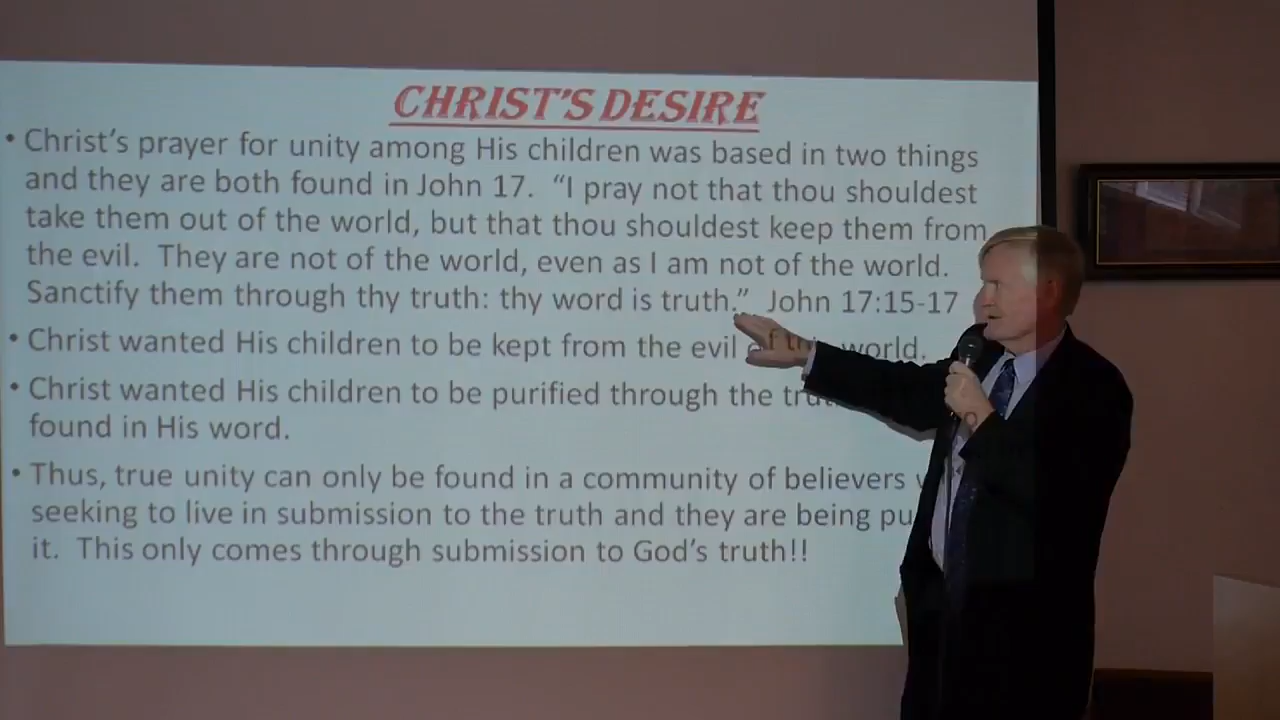 CHRIST'S DESIRE
• Christ's prayer for unity among His children was based in two things
and they are both found in John 17. "I pray not that thou shouldest
take them out of the world, but that thou shouldest keep them from
the evil. They are not of the world, even as I am not of the world.
Sanctify them through thy truth: thy word is truth." John 17:15-17
• Christ wanted His children to be kept from the evil of this world.
• Christ wanted His children to be purified through the
found in His word.
• Thus, true unity can only be found in a community of believers
seeking to live in submission to the truth and they are being
it. This only comes through submission to God's truth!!